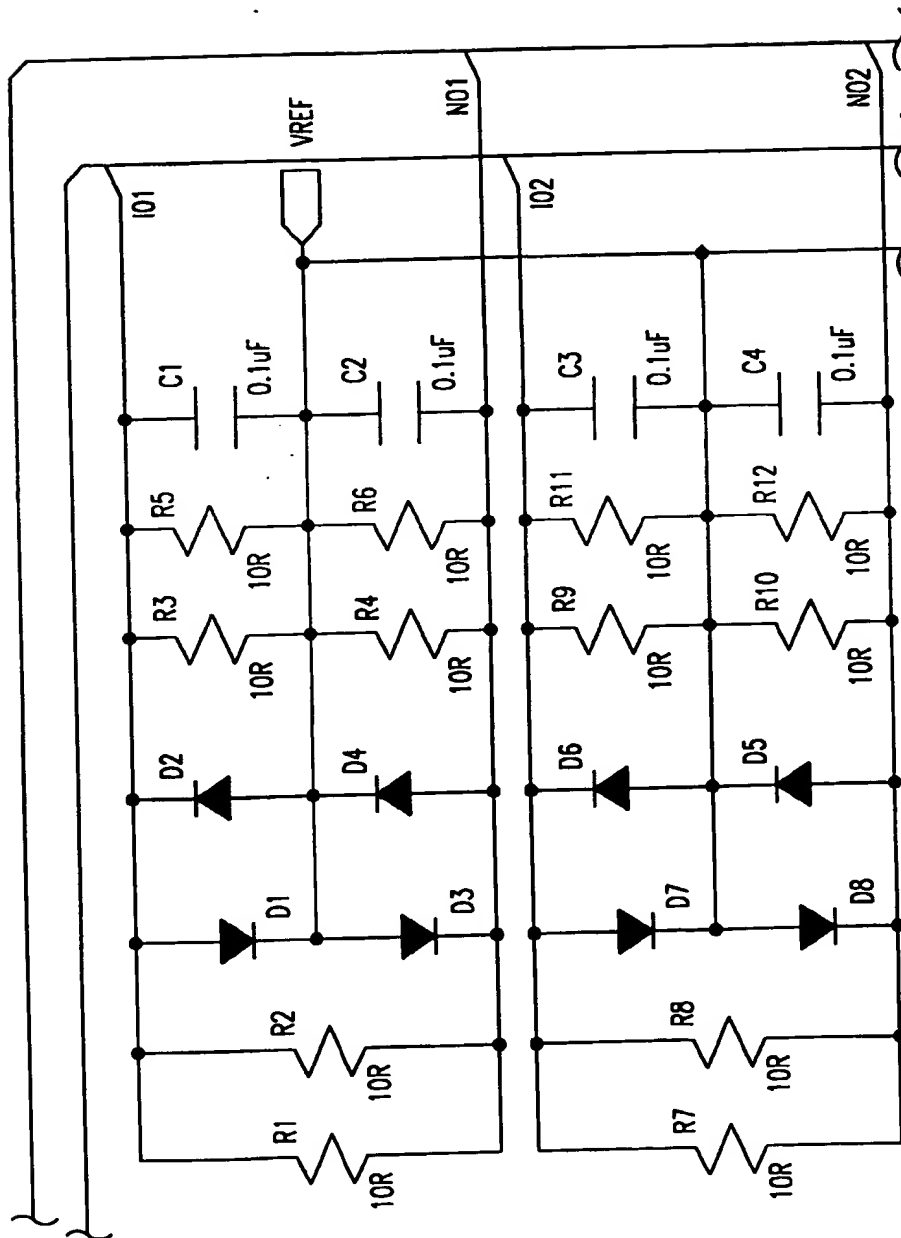 IO1
VREF
NO1
IO2
NO2
C1
0.1uF
C2
0.1uF
C3
0.1uF
C4
0.1uF
R5
10R
R6
10R
R11
10R
R12
10R
R3
10R
R4
10R
R9
10R
R10
10R
D2
D4
D6
D5
D1
D3
D7
D8
R2
10R
R8
10R
R1
10R
R7
10R